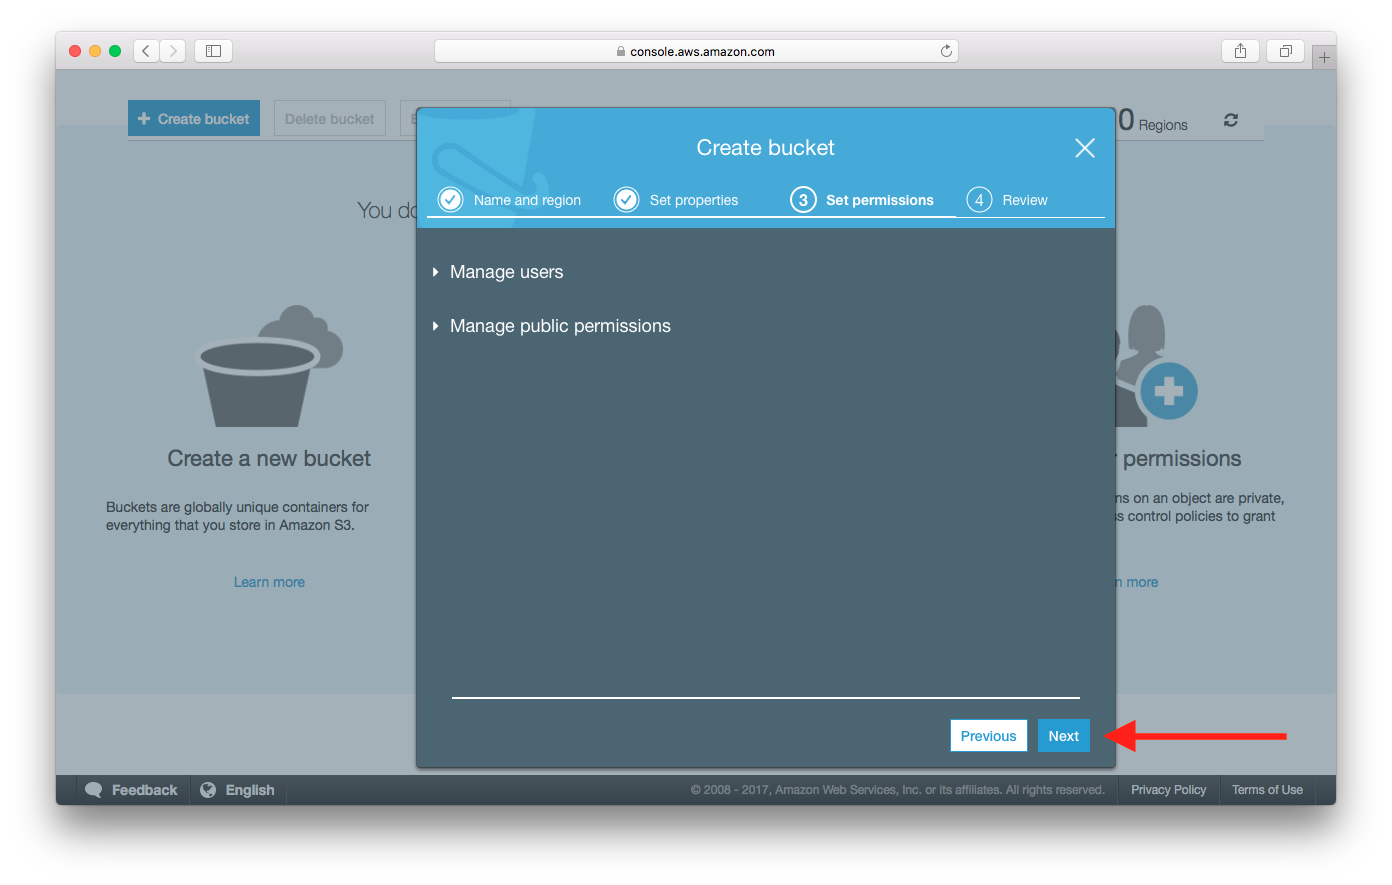 console.aws.amazon.com
Create bucket
Delete bucket
0 Regions
Create bucket
Name and region
Set properties
3 Set permissions
4 Review
You do
Manage users
Manage public permissions
Create a new bucket
permissions
Buckets are globally unique containers for
everything that you store in Amazon S3.
ns on an object are private,
s control policies to grant
Learn more
n more
Previous
Next
Feedback
English
© 2008 - 2017, Amazon Web Services, Inc. or its affiliates. All rights reserved.
Privacy Policy
Terms of Use